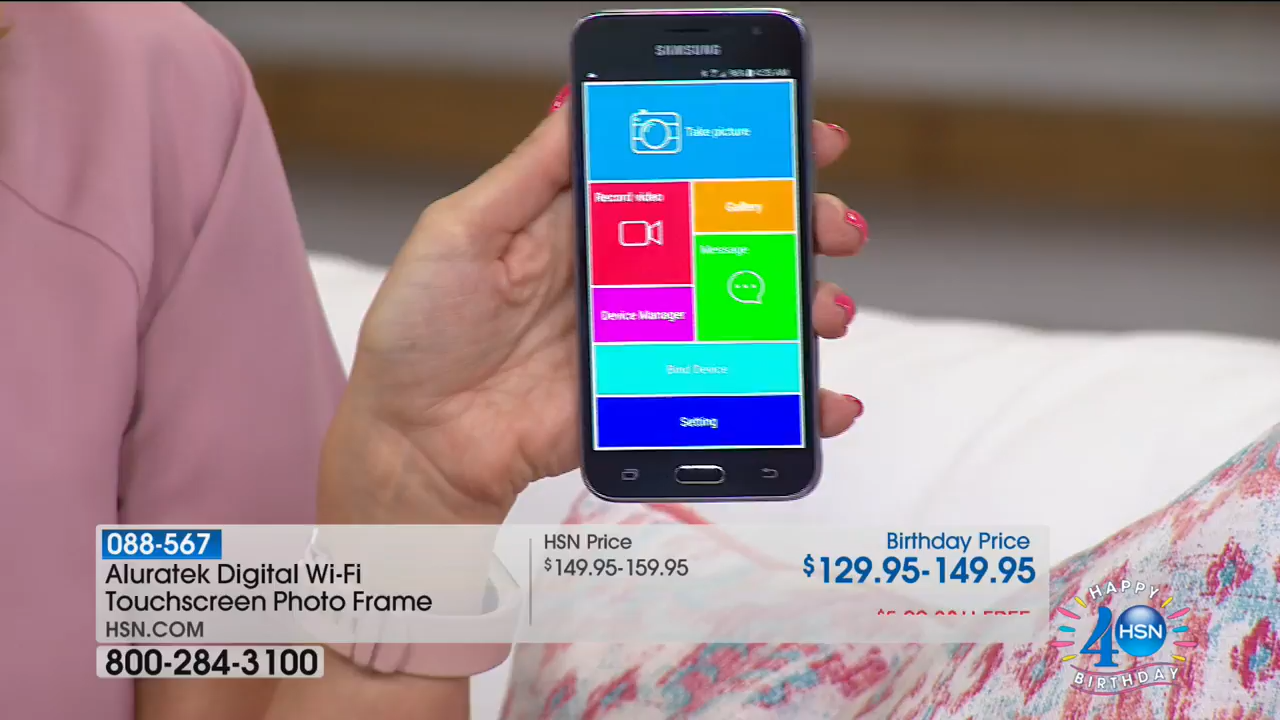 SAMSUNG
Take picture
Record video
Gallery
Message
Device Manager
Bind Device
Setting
088-567
Aluratek Digital Wi-Fi
Touchscreen Photo Frame
HSN.COM
800-284-3100
HSN Price
$149.95-159.95
Birthday Price
$129.95-149.95
HAPPY
40
HSN
BIRTHDAY